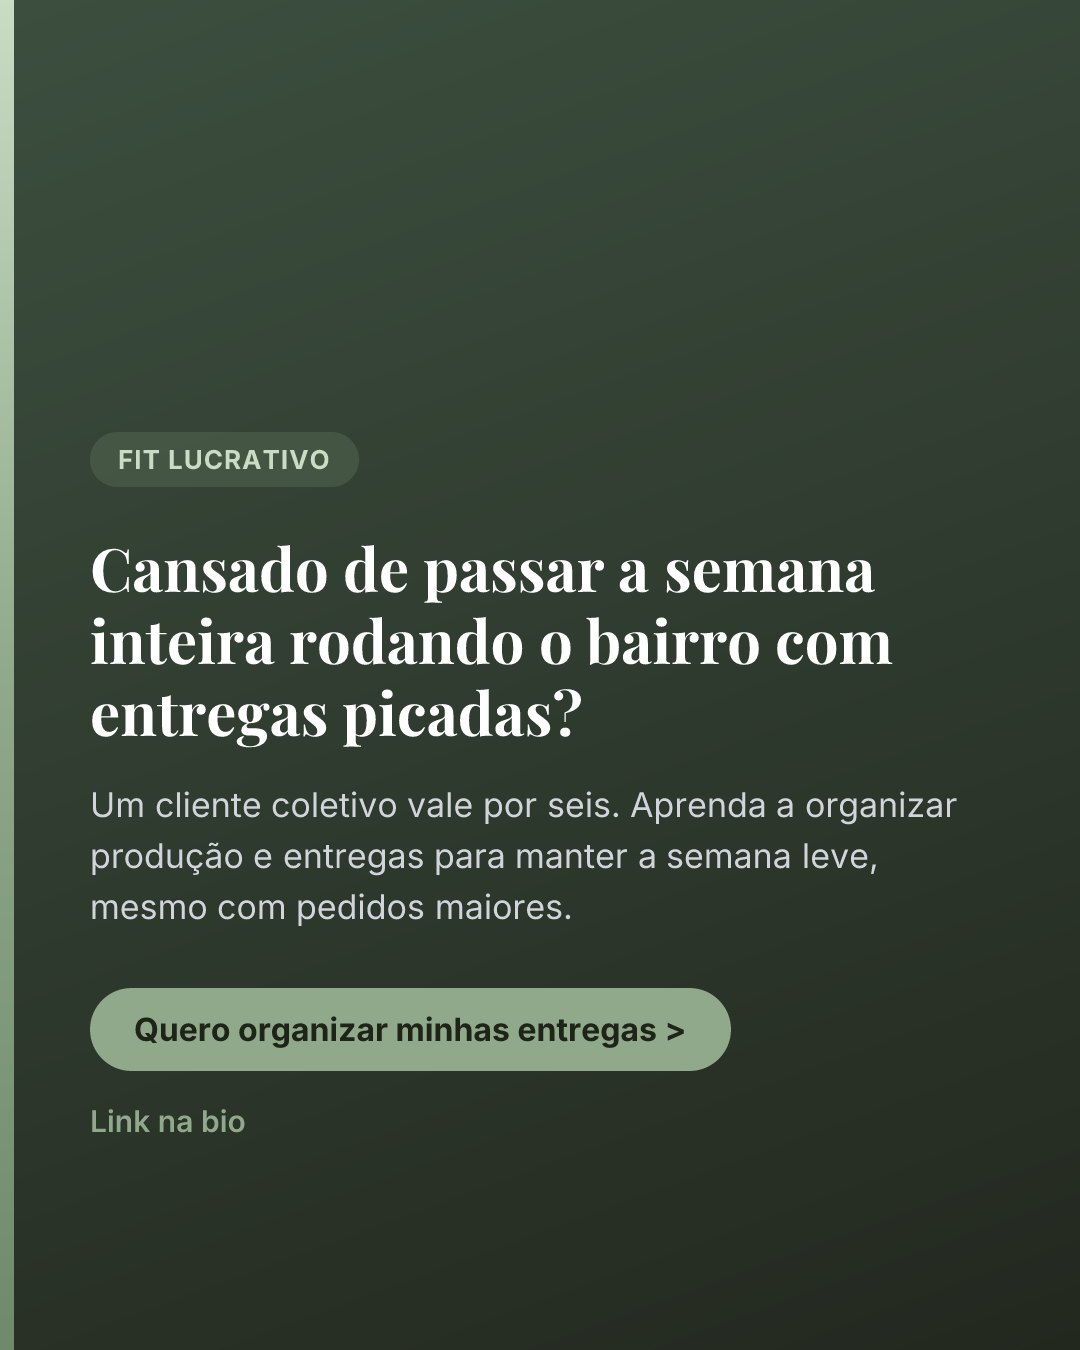 FIT LUCRATIVO
Cansado de passar a semana
inteira rodando o bairro com
entregas picadas?
Um cliente coletivo vale por seis. Aprenda a organizar
produção e entregas para manter a semana leve,
mesmo com pedidos maiores.
Quero organizar minhas entregas >
Link na bio